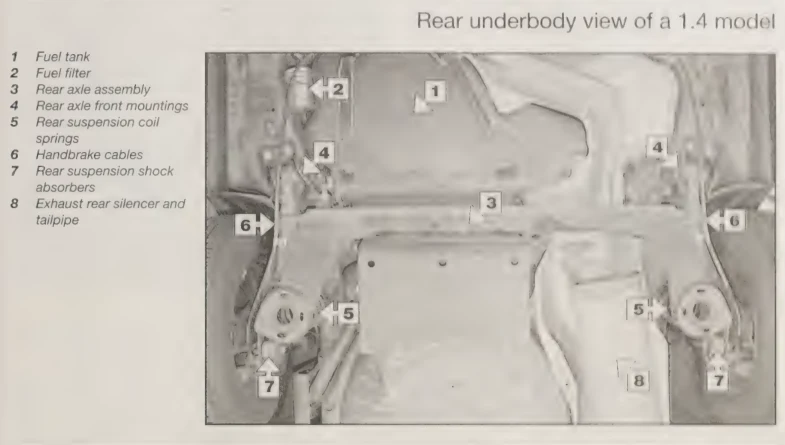 Rear underbody view of a 1.4 model
1 Fuel tank
2 Fuel filter
3 Rear axle assembly
4 Rear axle front mountings
5 Rear suspension coil
springs
6 Handbrake cables
7 Rear suspension shock
absorbers
8 Exhaust rear silencer and
tailpipe
2
1
4
4
3
6
6
5
5
7
8
7